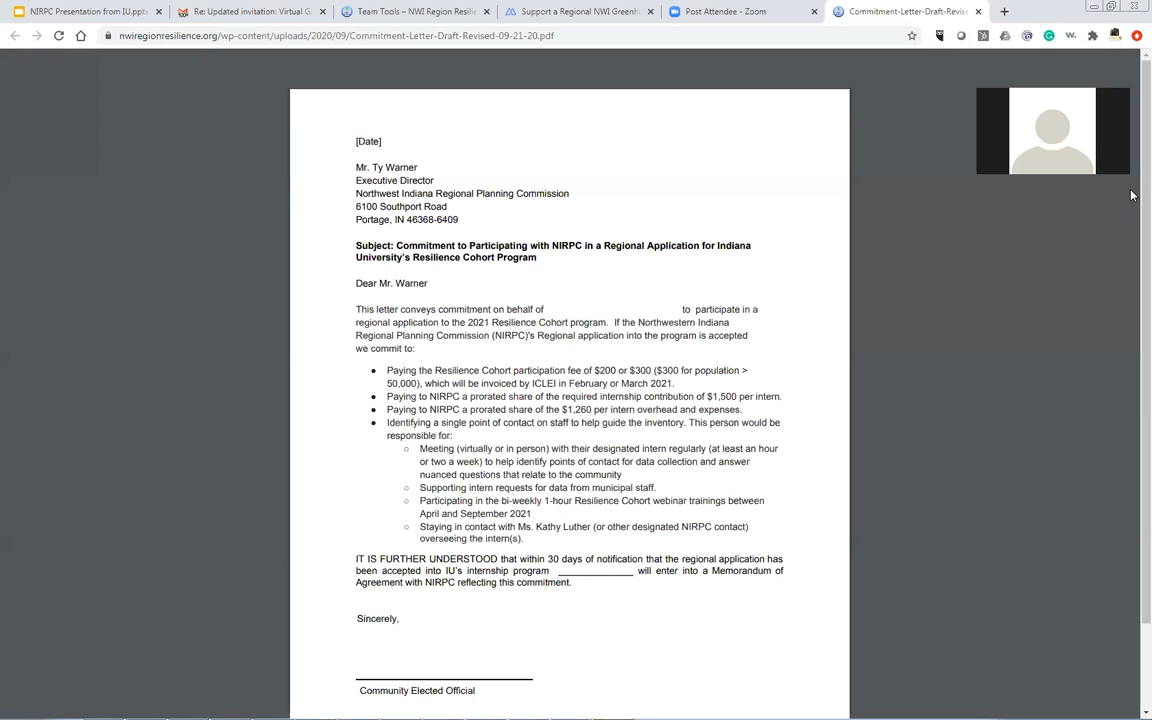 NIRPC Presentation from IU.pptx
Re: Updated invitation: Virtual G
Team Tools – NWI Region Resilie
Support a Regional NWI Greenh
Post Attendee - Zoom
Commitment-Letter-Draft-Revise
nwiregionresilience.org/wp-content/uploads/2020/09/Commitment-Letter-Draft-Revised-09-21-20.pdf
[Date]
Mr. Ty Warner
Executive Director
Northwest Indiana Regional Planning Commission
6100 Southport Road
Portage, IN 46368-6409
Subject: Commitment to Participating with NIRPC in a Regional Application for Indiana
University's Resilience Cohort Program
Dear Mr. Warner
This letter conveys commitment on behalf of to participate in a
regional application to the 2021 Resilience Cohort program. If the Northwestern Indiana
Regional Planning Commission (NIRPC)'s Regional application into the program is accepted
we commit to:
● Paying the Resilience Cohort participation fee of $200 or $300 ($300 for population >
50,000), which will be invoiced by ICLEI in February or March 2021.
● Paying to NIRPC a prorated share of the required internship contribution of $1,500 per intern.
● Paying to NIRPC a prorated share of the $1,260 per intern overhead and expenses.
● Identifying a single point of contact on staff to help guide the inventory. This person would be
responsible for:
○ Meeting (virtually or in person) with their designated intern regularly (at least an hour
or two a week) to help identify points of contact for data collection and answer
nuanced questions that relate to the community
○ Supporting intern requests for data from municipal staff.
○ Participating in the bi-weekly 1-hour Resilience Cohort webinar trainings between
April and September 2021
○ Staying in contact with Ms. Kathy Luther (or other designated NIRPC contact)
overseeing the intern(s).
IT IS FURTHER UNDERSTOOD that within 30 days of notification that the regional application has
been accepted into IU's internship program ______________ will enter into a Memorandum of
Agreement with NIRPC reflecting this commitment.
Sincerely,
Community Elected Official